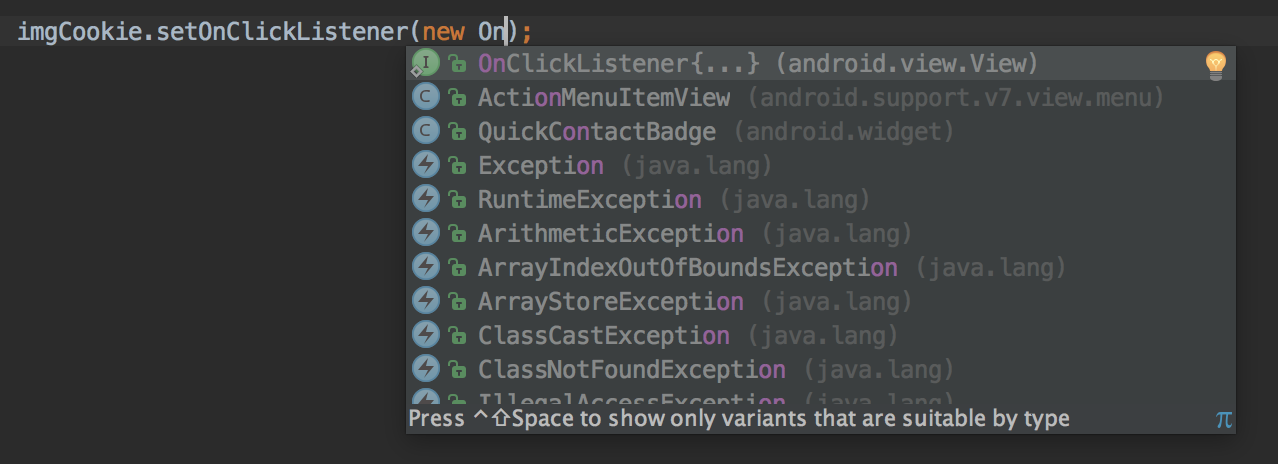 imgCookie.setOnClickListener(new On);
OnClickListener{...} (android.view.View)
ActionMenuItemView (android.support.v7.view.menu)
QuickContactBadge (android.widget)
Exception (java.lang)
RuntimeException (java.lang)
ArithmeticException (java.lang)
ArrayIndexOutOfBoundsException (java.lang)
ArrayStoreException (java.lang)
ClassCastException (java.lang)
ClassNotFoundException (java.lang)
IllegalAccessException (java.lang)
Press ^⇧Space to show only variants that are suitable by type π